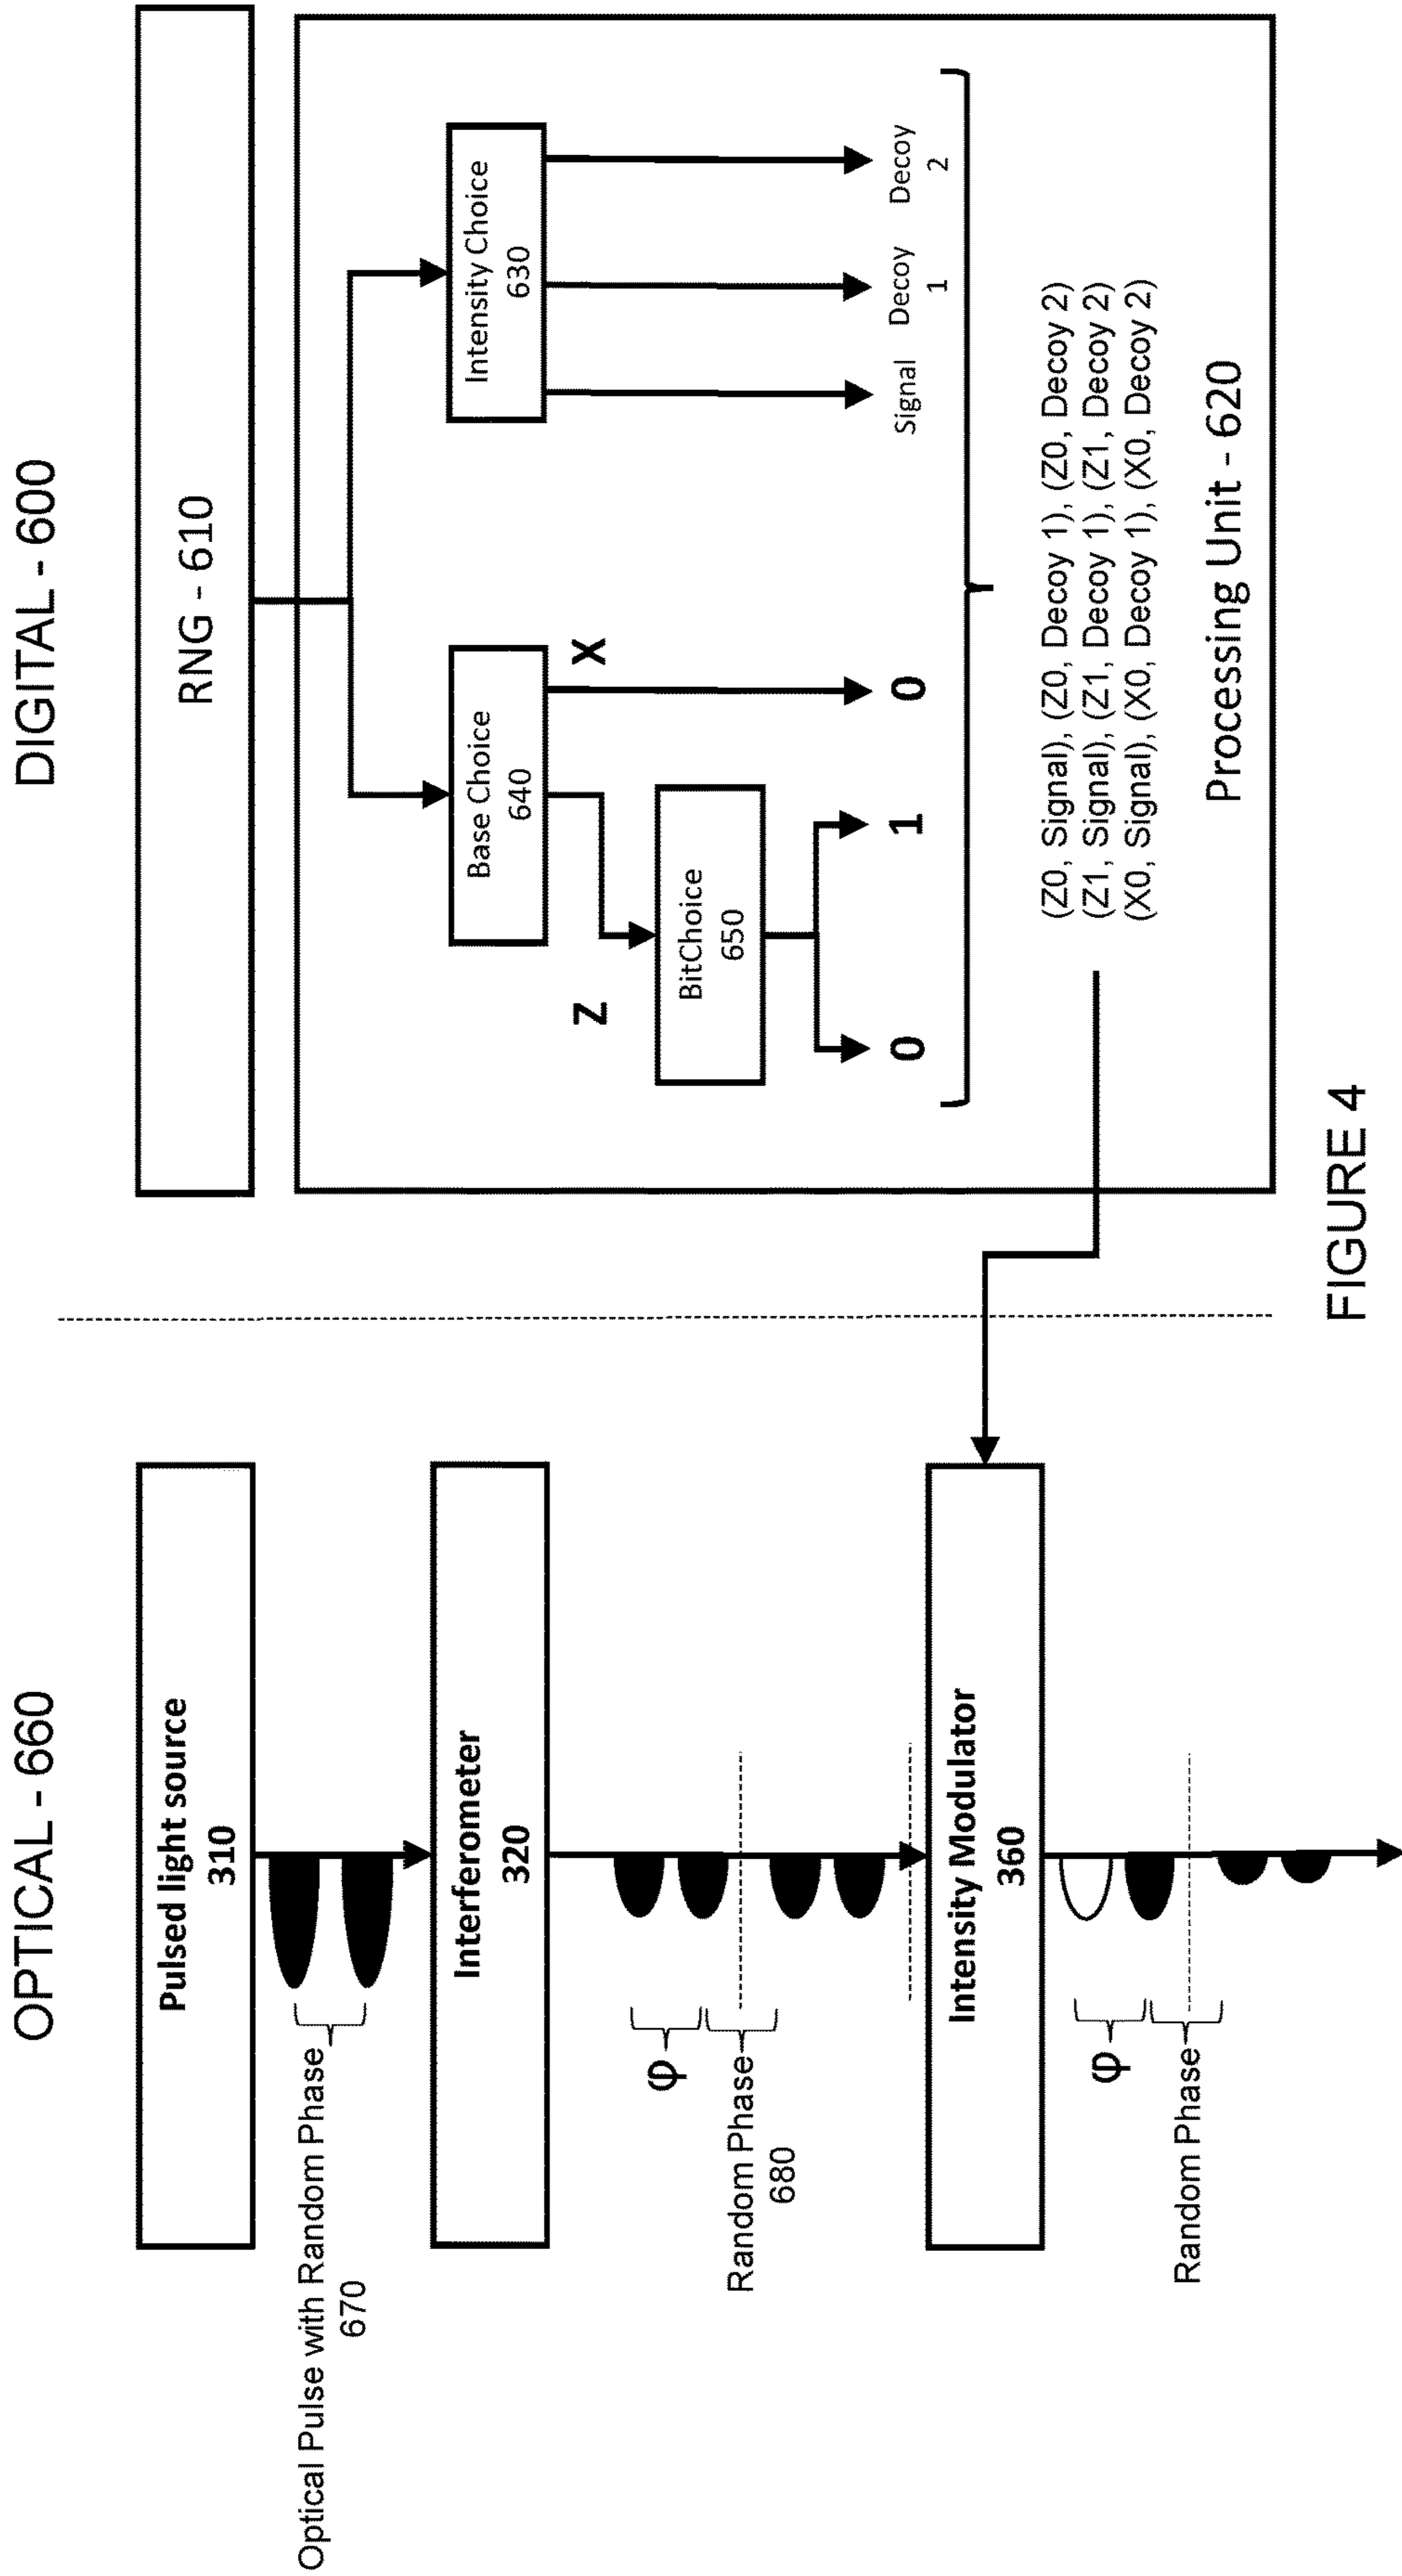 OPTICAL - 660
DIGITAL - 600
Pulsed light source
310
Optical Pulse with Random Phase
670
Interferometer
320
φ
Random Phase
680
Intensity Modulator
360
φ
Random Phase
RNG - 610
Base Choice
640
Intensity Choice
630
Z
X
BitChoice
650
0
1
0
Signal
Decoy
1
Decoy
2
(Z0, Signal), (Z0, Decoy 1), (Z0, Decoy 2)
(Z1, Signal), (Z1, Decoy 1), (Z1, Decoy 2)
(X0, Signal), (X0, Decoy 1), (X0, Decoy 2)
Processing Unit - 620
FIGURE 4